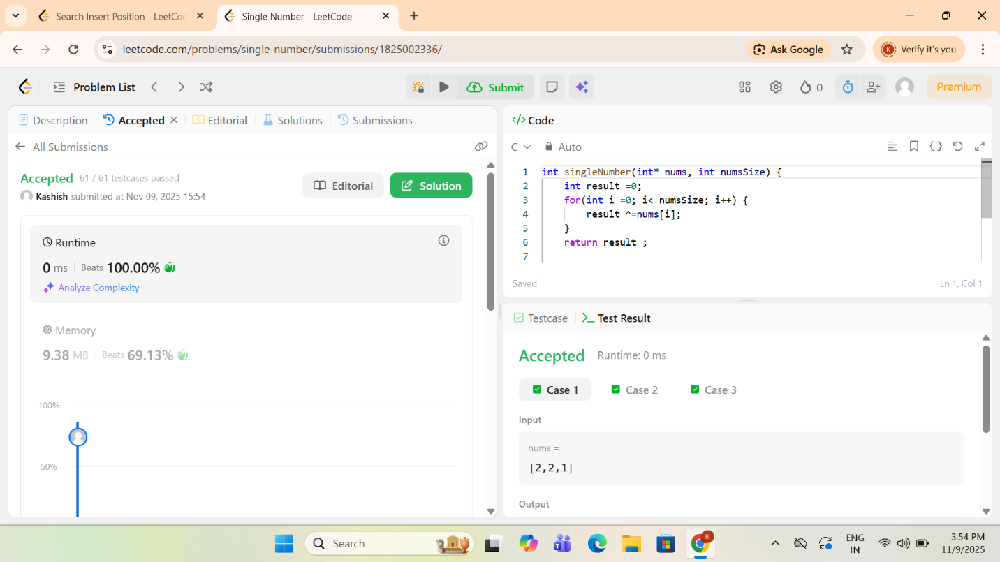 Search Insert Position - LeetCod
Single Number - LeetCode
leetcode.com/problems/single-number/submissions/1825002336/
Ask Google
K
Verify it's you
Problem List
Submit
0
Premium
Description
Accepted
Editorial
Solutions
Submissions
All Submissions
Accepted 61 / 61 testcases passed
Kashish submitted at Nov 09, 2025 15:54
Editorial
Solution
Runtime
0 ms Beats 100.00%
Analyze Complexity
Memory
9.38 MB Beats 69.13%
100%
50%
</> Code
C Auto
1 int singleNumber(int* nums, int numsSize) {
2 int result =0;
3 for(int i =0; i< numsSize; i++) {
4 result ^=nums[i];
5 }
6 return result ;
7
Saved
Ln 1, Col 1
Testcase
Test Result
Accepted Runtime: 0 ms
Case 1 Case 2 Case 3
Input
nums =
[2,2,1]
Output
Search
K
ENG
IN
3:54 PM
11/9/2025